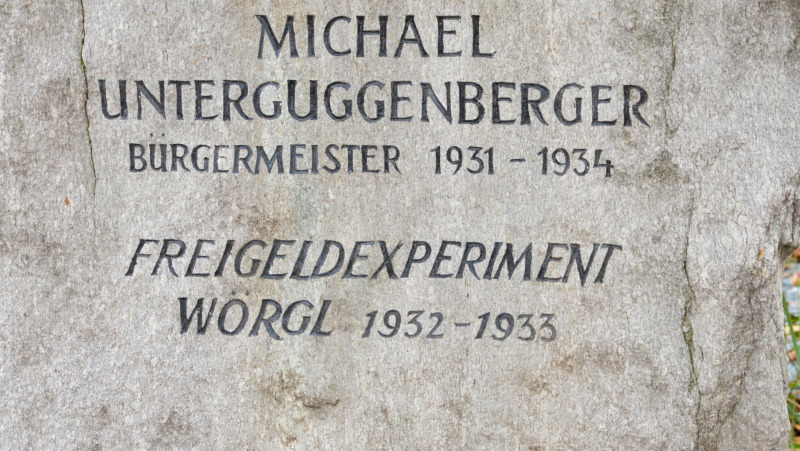 MICHAEL
UNTERGUGGENBERGER
BÜRGERMEISTER 1931 - 1934
FREIGELDEXPERIMENT
WÖRGL 1932 - 1933